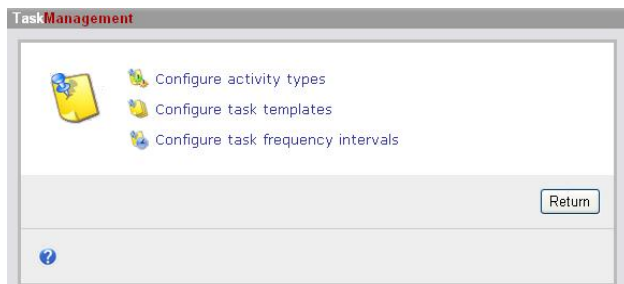 TaskManagement
Configure activity types
Configure task templates
Configure task frequency intervals
Return
?